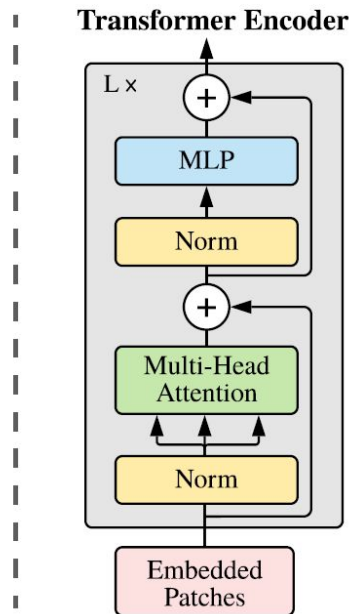 Transformer Encoder
L ×
+
MLP
Norm
+
Multi-Head
Attention
Norm
Embedded
Patches